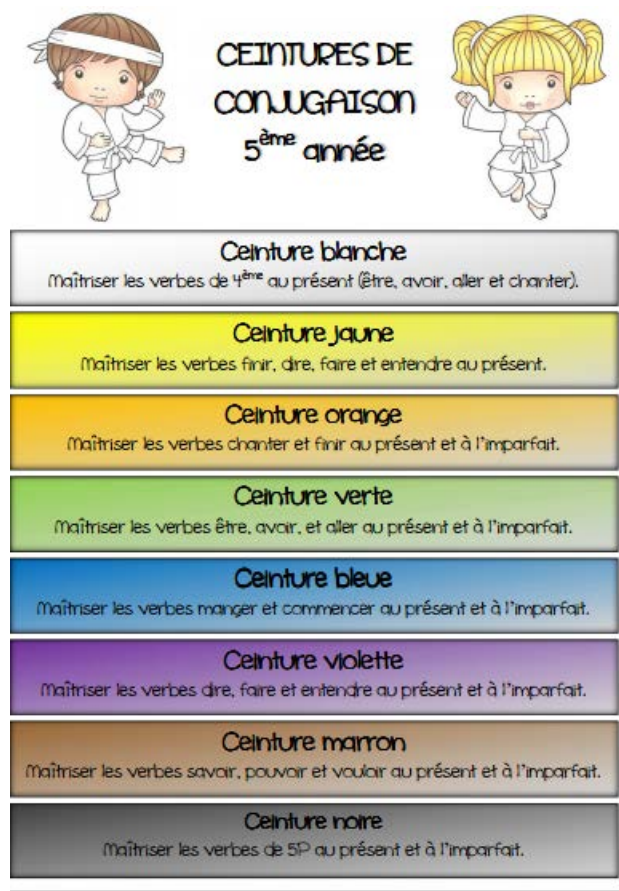 CEINTURES DE
CONJUGAISON
5ème année
Ceinture blanche
Maîtriser les verbes de 4ème au présent (être, avoir, aller et chanter).
Ceinture jaune
Maîtriser les verbes finir, dire, faire et entendre au présent.
Ceinture orange
Maîtriser les verbes chanter et finir au présent et à l'imparfait.
Ceinture verte
Maîtriser les verbes être, avoir, et aller au présent et à l'imparfait.
Ceinture bleue
Maîtriser les verbes manger et commencer au présent et à l'imparfait.
Ceinture violette
Maîtriser les verbes dire, faire et entendre au présent et à l'imparfait.
Ceinture marron
Maîtriser les verbes savoir, pouvoir et vouloir au présent et à l'imparfait.
Ceinture noire
Maîtriser les verbes de 5P au présent et à l'imparfait.